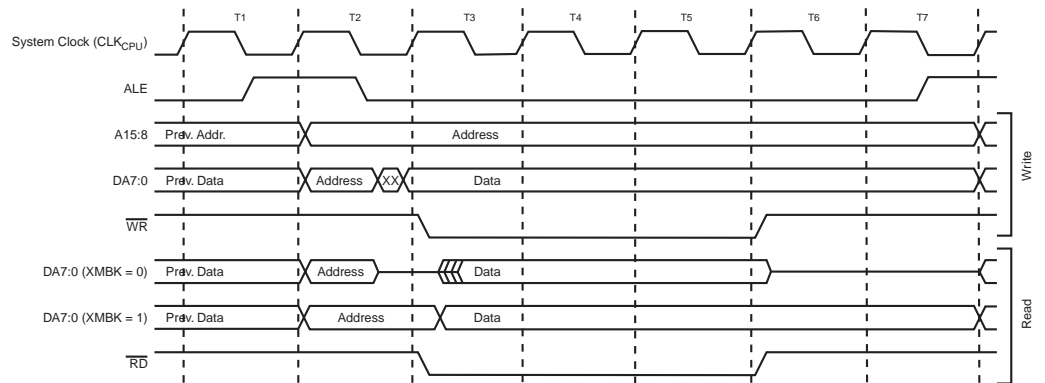 T1 T2 T3 T4 T5 T6 T7
System Clock (CLKCPU)
ALE
A15:8 Prev. Addr. Address
DA7:0 Prev. Data Address XX Data
WR
Write
DA7:0 (XMBK = 0) Prev. Data Address Data
DA7:0 (XMBK = 1) Prev. Data Address Data
RD
Read